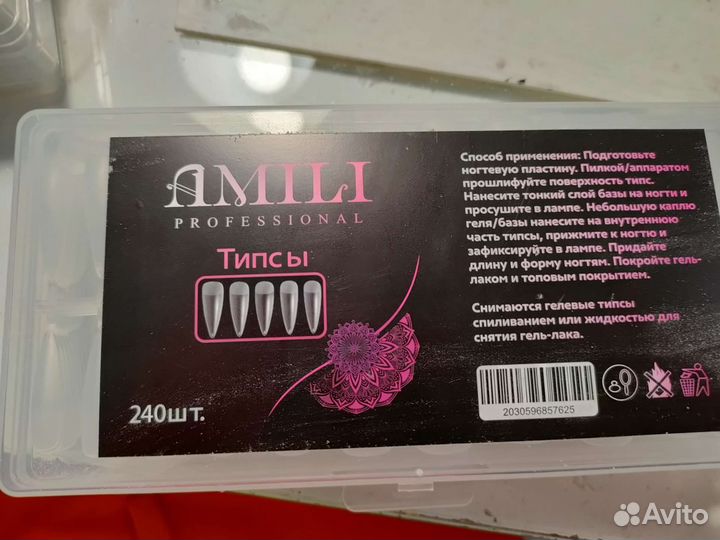 AMILI
PROFESSIONAL
Типсы
240шт.
Способ применения: Подготовьте
ногтевую пластину. Пилкой/аппаратом
прошлифуйте поверхность типс.
Нанесите тонкий слой базы на ногти и
просушите в лампе. Небольшую каплю
геля/базы нанесите на внутреннюю
часть типсы, прижмите к ногтю и
зафиксируйте в лампе. Придайте
длину и форму ногтям. Покройте гель-
лаком и топовым покрытием.
Снимаются гелевые типсы
спиливанием или жидкостью для
снятия гель-лака.
2030596857625
Avito